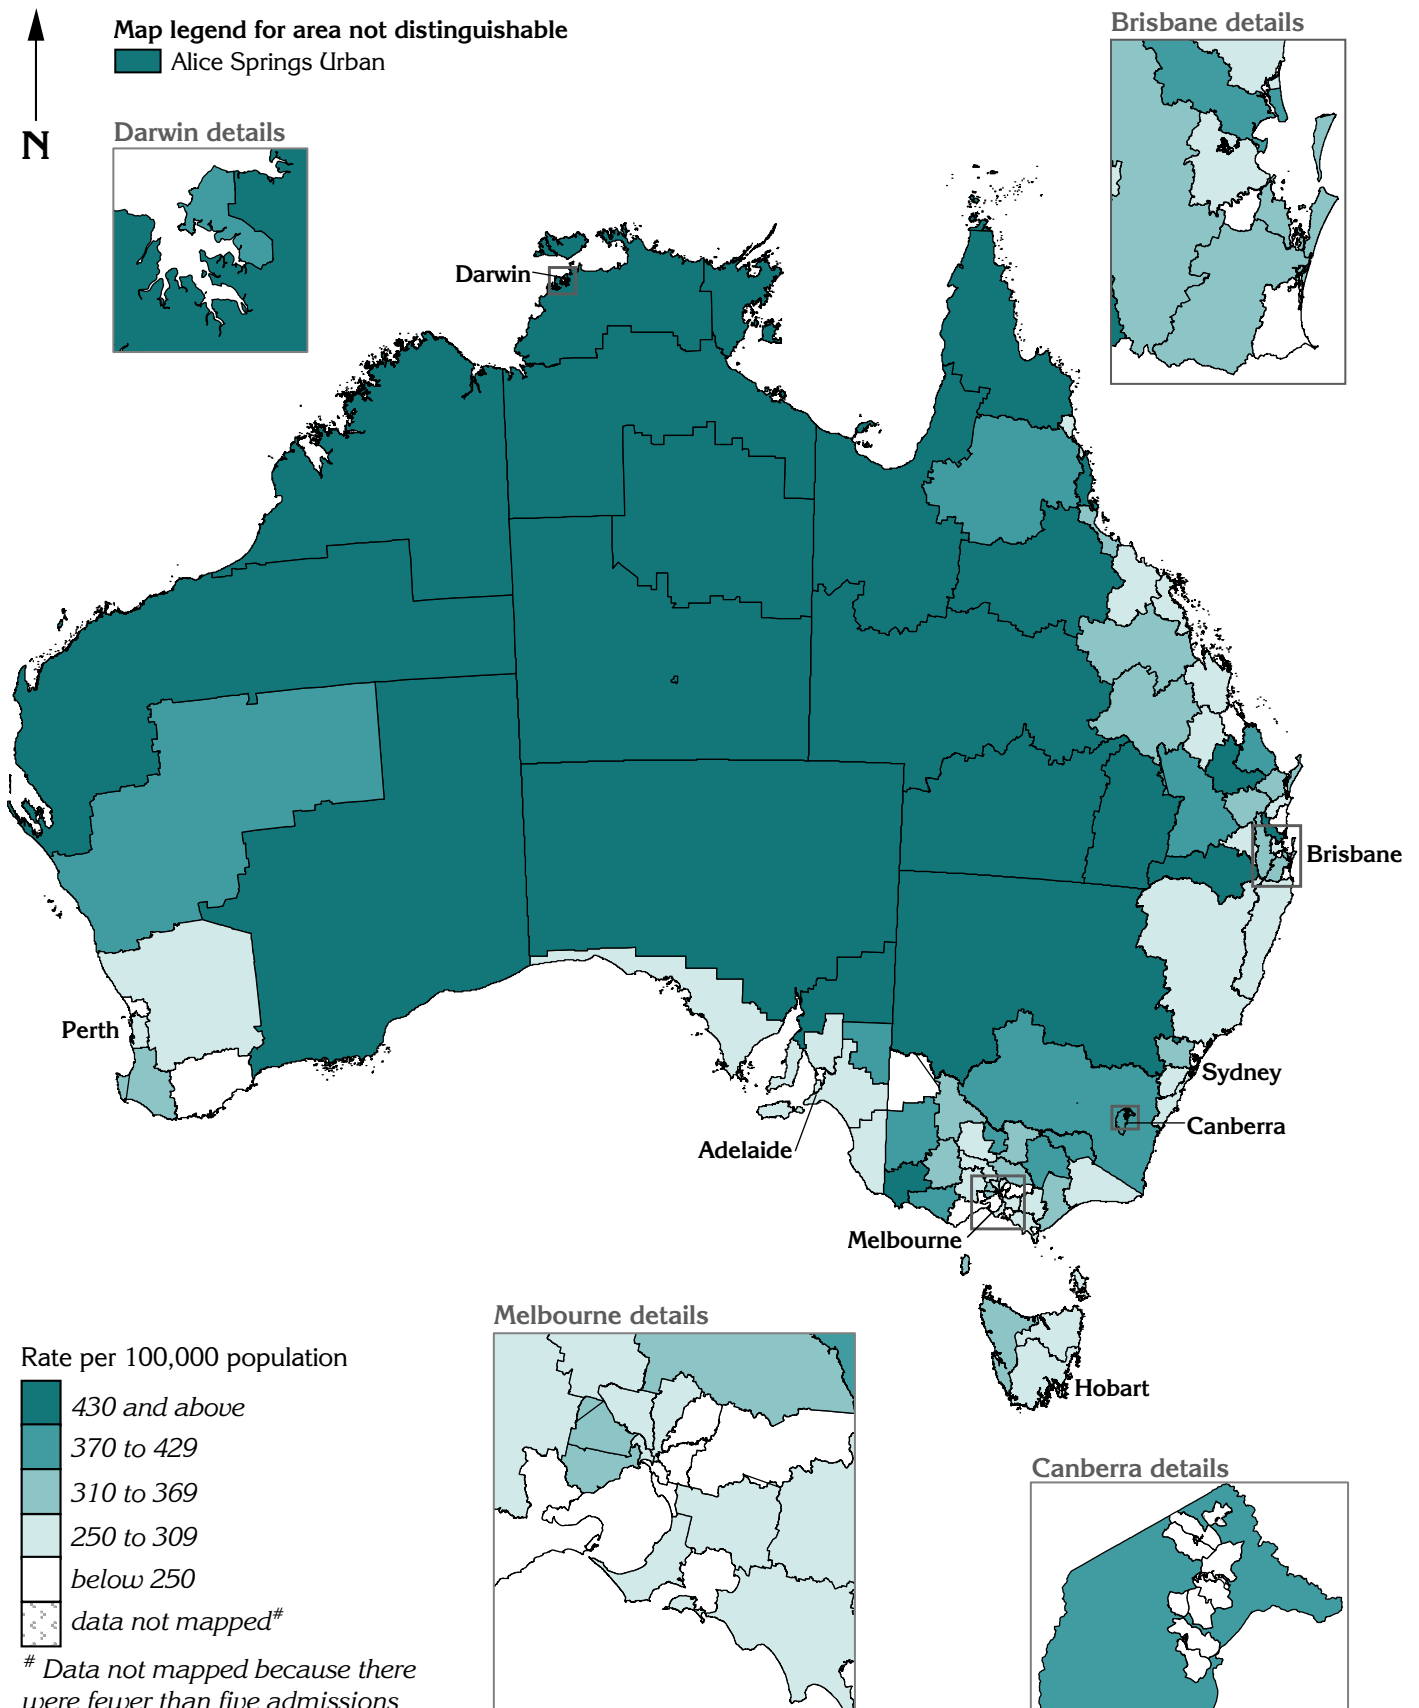 Map legend for area not distinguishable
Alice Springs Urban
Brisbane details
N
Darwin details
Darwin
Brisbane
Perth
Sydney
Canberra
Adelaide
Melbourne
Hobart
Melbourne details
Rate per 100,000 population
430 and above
370 to 429
310 to 369
250 to 309
below 250
data not mapped#
Canberra details
# Data not mapped because there
were fewer than five admissions